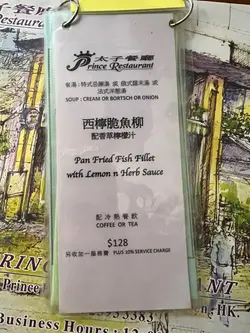 太子餐廳
Prince Restaurant
餐湯：特式忌廉湯 或 俄式羅宋湯 或
法式洋葱湯
SOUP : CREAM OR BORTSCH OR ONION
西檸脆魚柳
配香草檸檬汁
Pan Fried Fish Fillet
with Lemon n Herb Sauce
配冷熱餐飲
COFFEE OR TEA
$128
另收加一服務費 PLUS 10% SERVICE CHARGE
Prince
Business Hours : 12
NT
HK.